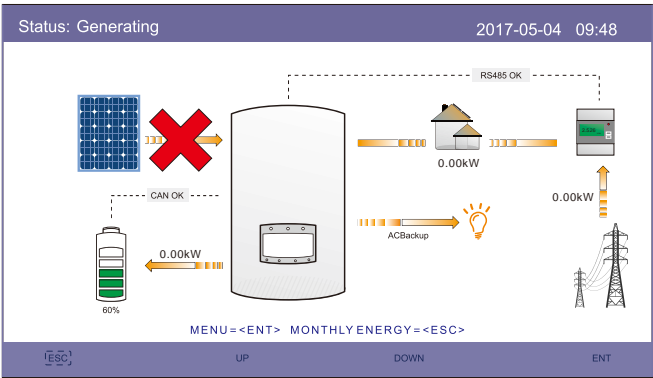 Status: Generating
2017-05-04 09:48
RS485 OK
0.00kW
CAN OK
0.00kW
0.00kW
ACBackup
60%
MENU=<ENT> MONTHLY ENERGY=<ESC>
ESC UP DOWN ENT